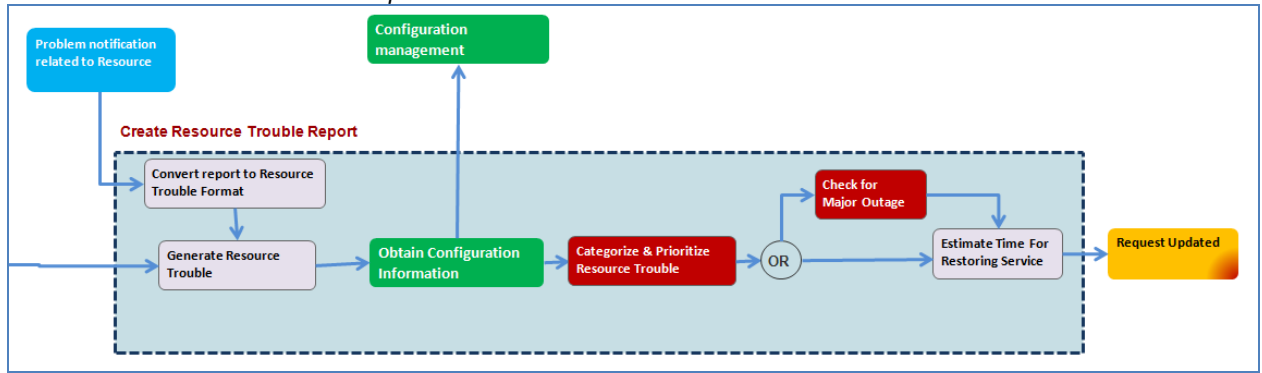 Problem notification
related to Resource
Configuration
management
Create Resource Trouble Report
Convert report to Resource
Trouble Format
Generate Resource
Trouble
Obtain Configuration
Information
Categorize & Prioritize
Resource Trouble
OR
Check for
Major Outage
Estimate Time For
Restoring Service
Request Updated